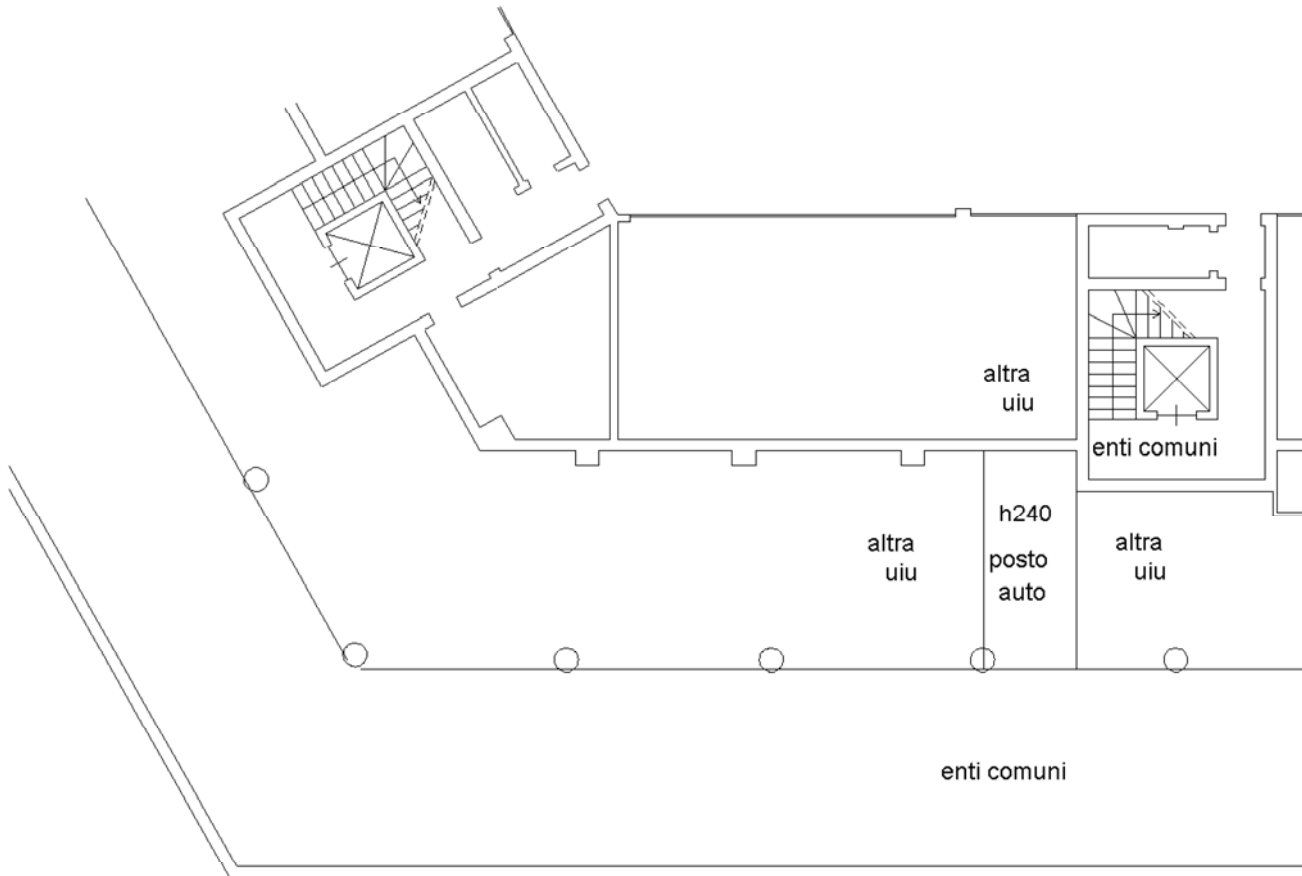 altra
uiu
enti comuni
h240
posto
auto
altra
uiu
altra
uiu
enti comuni